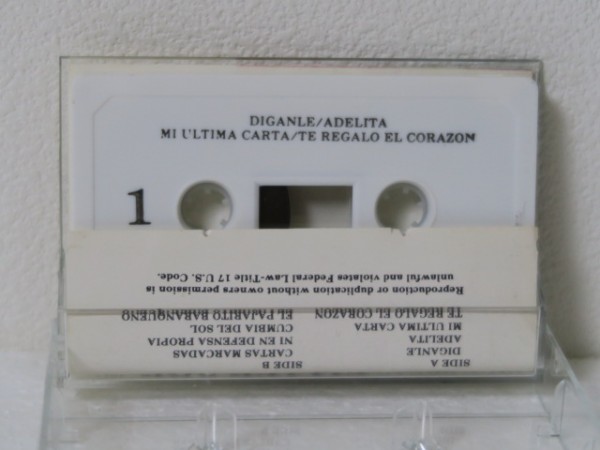 DIGANLE/ADELITA
MI ULTIMA CARTA/TE REGALO EL CORAZON
1
SIDE A
DIGANLE
ADELITA
MI ULTIMA CARTA
TE REGALO EL CORAZON
SIDE B
CARTAS MARCADAS
NI EN DEFENSA PROPIA
CUMBIA DEL SOL
EL PAJARITO BARANQUENO
Reproduction or duplication without owners permission is
unlawful and violates Federal Law-Title 17 U.S. Code.